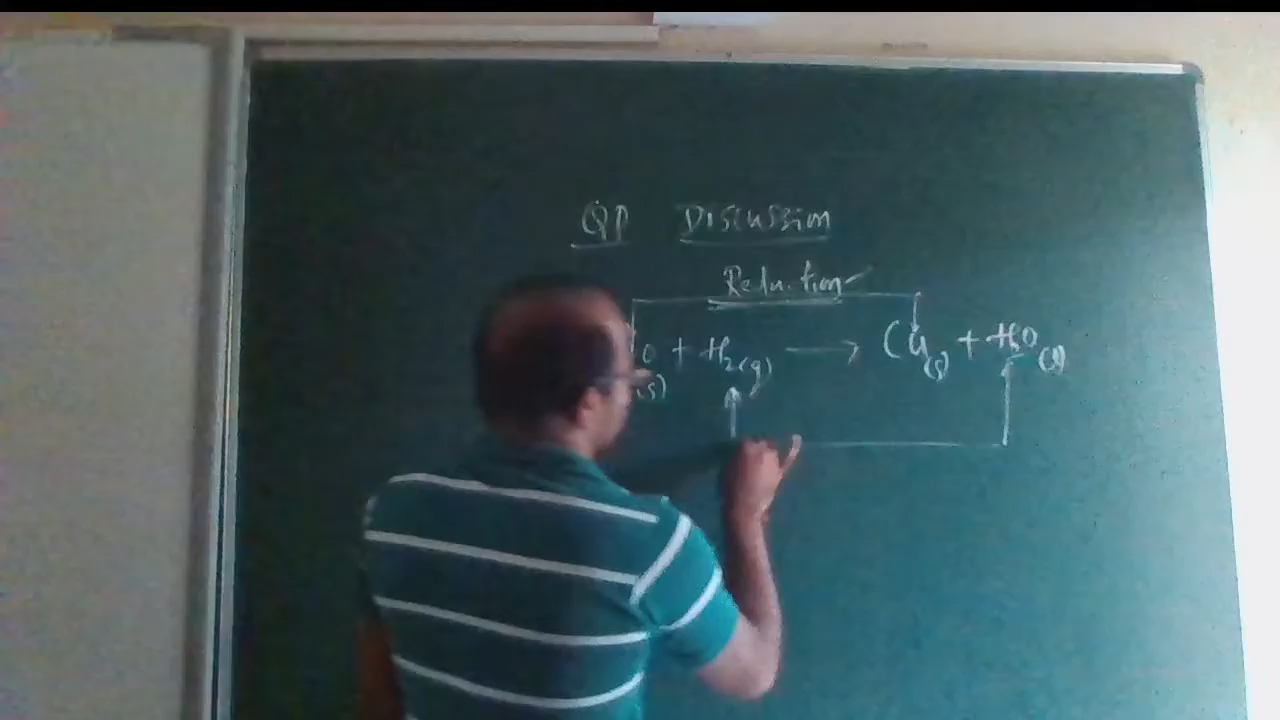 QP Discussion
Reduction
O(s) + H2(g) → Cu(s) + H2O(g)